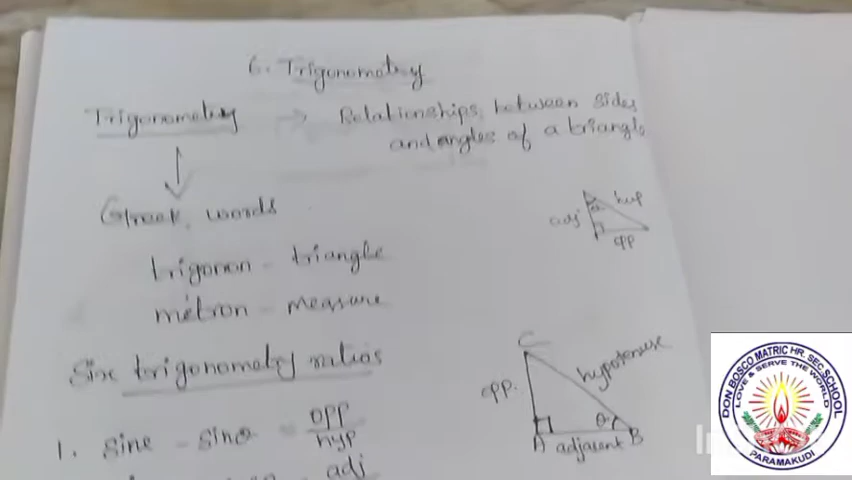 6. Trigonometry
Trigonometry → Relationships between sides
and angles of a triangle
Greek words
trigonon - triangle
métron - measure
adj θ hyp
opp
Six trigonometry ratios
C
opp. hypotenuse
θ
A adjacent B
1. Sine - sinθ = opp/hyp
adj
DON BOSCO MATRIC HR. SEC SCHOOL
LOVE & SERVE THE WORLD
PARAMAKUDI